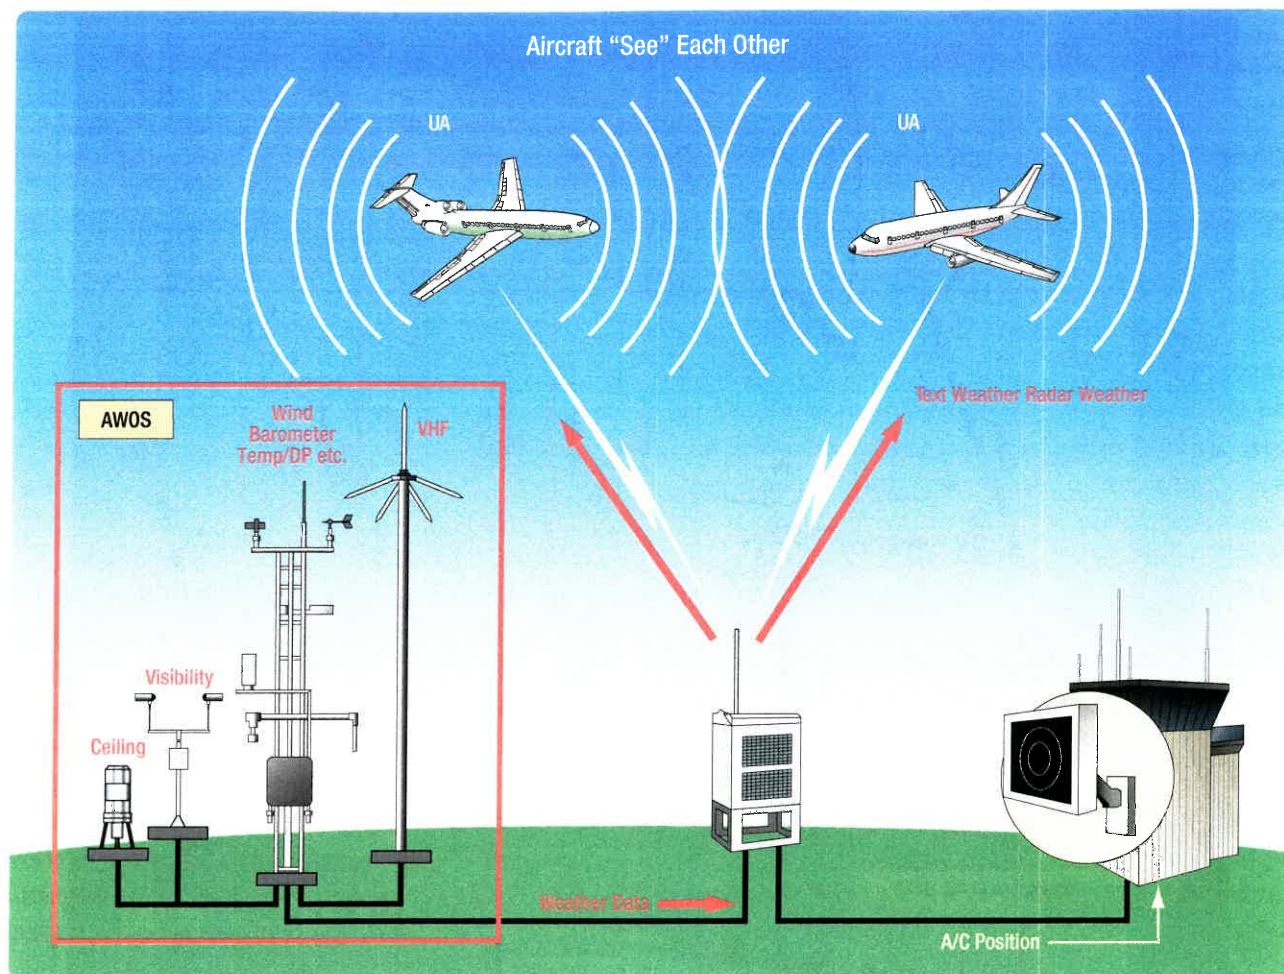 Aircraft “See” Each Other
UA
UA
Text Weather Radar Weather
AWOS
Wind
Barometer
Temp/DP etc.
VHF
Visibility
Ceiling
Weather Data
A/C Position